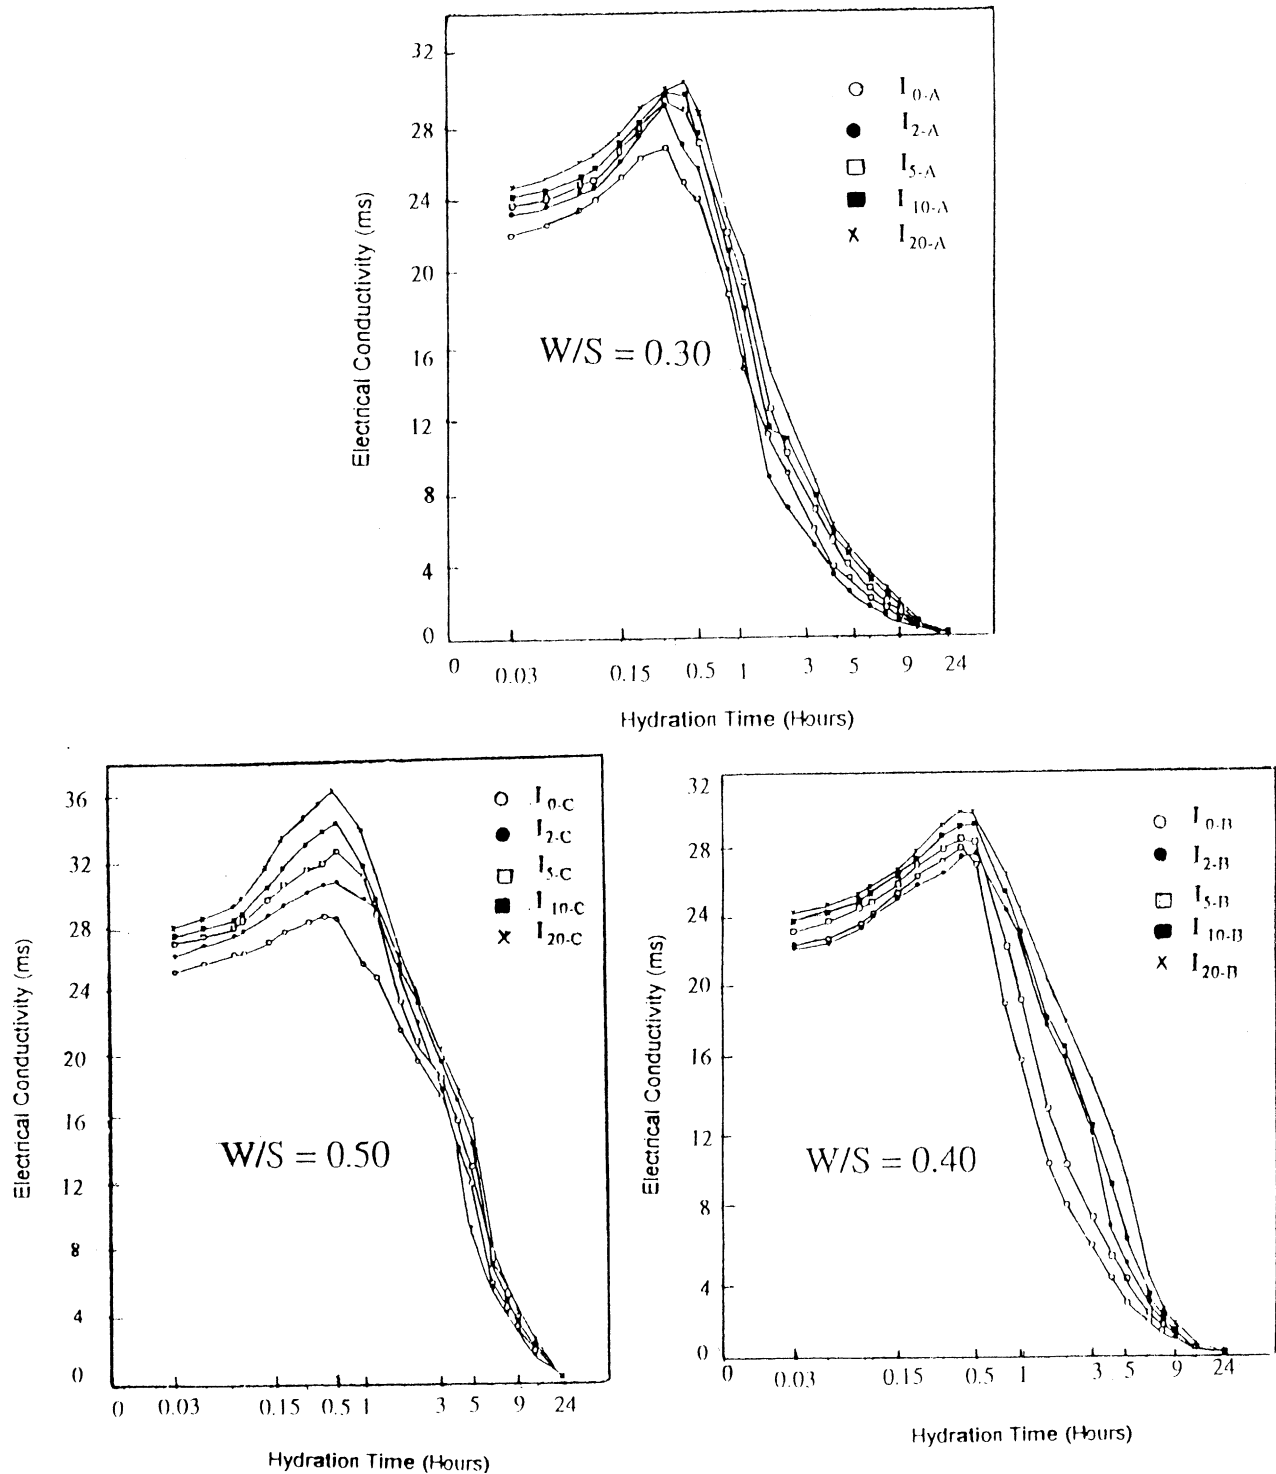 32
28
24
20
16
12
8
4
0
Electrical Conductivity (ms)
I0-A
I2-A
I5-A
I10-A
I20-A
W/S = 0.30
0 0.03 0.15 0.5 1 3 5 9 24
Hydration Time (Hours)
36
32
28
24
20
16
12
8
4
0
Electrical Conductivity (ms)
I0-C
I2-C
I5-C
I10-C
I20-C
W/S = 0.50
0 0.03 0.15 0.5 1 3 5 9 24
Hydration Time (Hours)
32
28
24
20
16
12
8
4
0
Electrical Conductivity (ms)
I0-B
I2-B
I5-B
I10-B
I20-B
W/S = 0.40
0 0.03 0.15 0.5 1 3 5 9 24
Hydration Time (Hours)